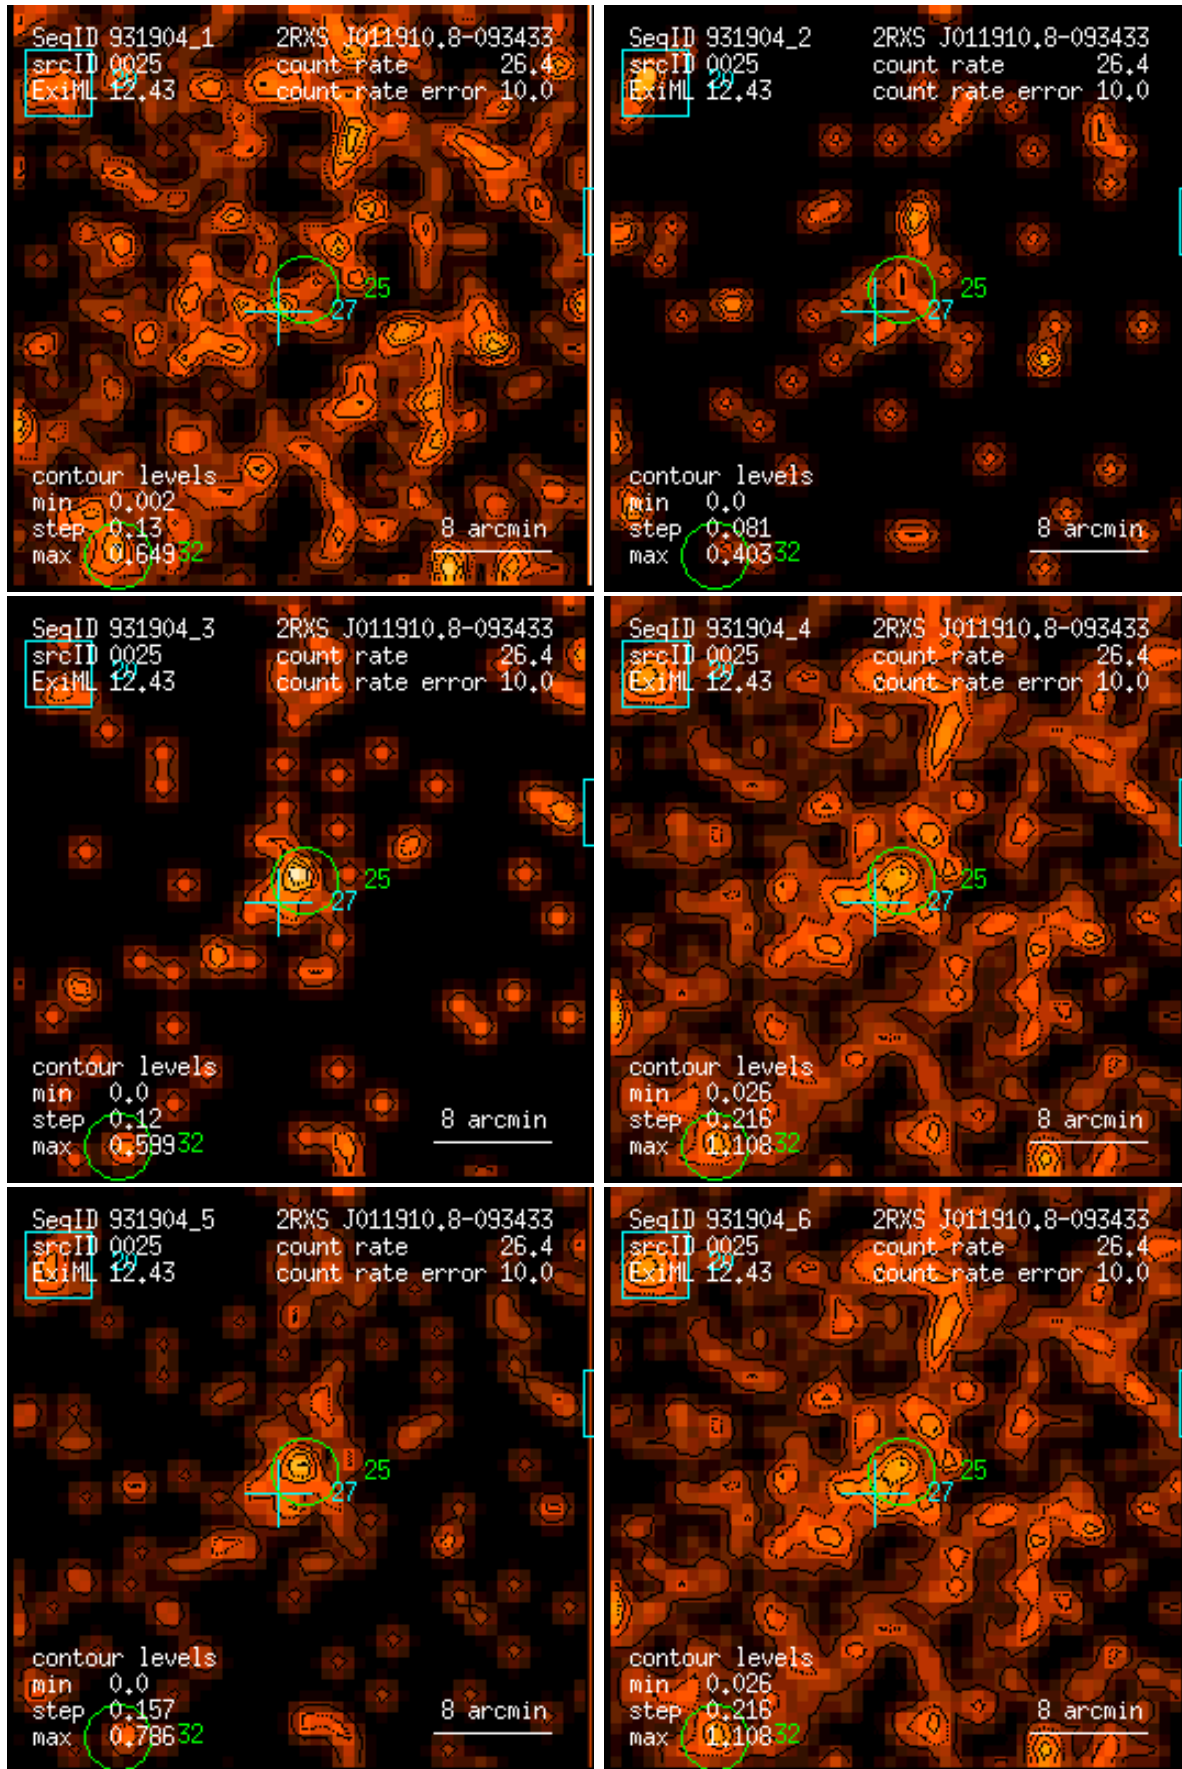 SeqID 931904_1 2RXS J011910.8-093433
srcID 0025 29 count rate 26.4
ExiML 12.43 count rate error 10.0
25
27
contour levels
min 0.002
step 0.13 8 arcmin
max 0.649 32
SeqID 931904_2 2RXS J011910.8-093433
srcID 0025 29 count rate 26.4
ExiML 12.43 count rate error 10.0
25
27
contour levels
min 0.0
step 0.081 8 arcmin
max 0.403 32
SeqID 931904_3 2RXS J011910.8-093433
srcID 0025 29 count rate 26.4
ExiML 12.43 count rate error 10.0
25
27
contour levels
min 0.0
step 0.12 8 arcmin
max 0.599 32
SeqID 931904_4 2RXS J011910.8-093433
srcID 0025 29 count rate 26.4
ExiML 12.43 count rate error 10.0
25
27
contour levels
min 0.026
step 0.216 8 arcmin
max 1.108 32
SeqID 931904_5 2RXS J011910.8-093433
srcID 0025 29 count rate 26.4
ExiML 12.43 count rate error 10.0
25
27
contour levels
min 0.0
step 0.157 8 arcmin
max 0.786 32
SeqID 931904_6 2RXS J011910.8-093433
srcID 0025 29 count rate 26.4
ExiML 12.43 count rate error 10.0
25
27
contour levels
min 0.026
step 0.216 8 arcmin
max 1.108 32